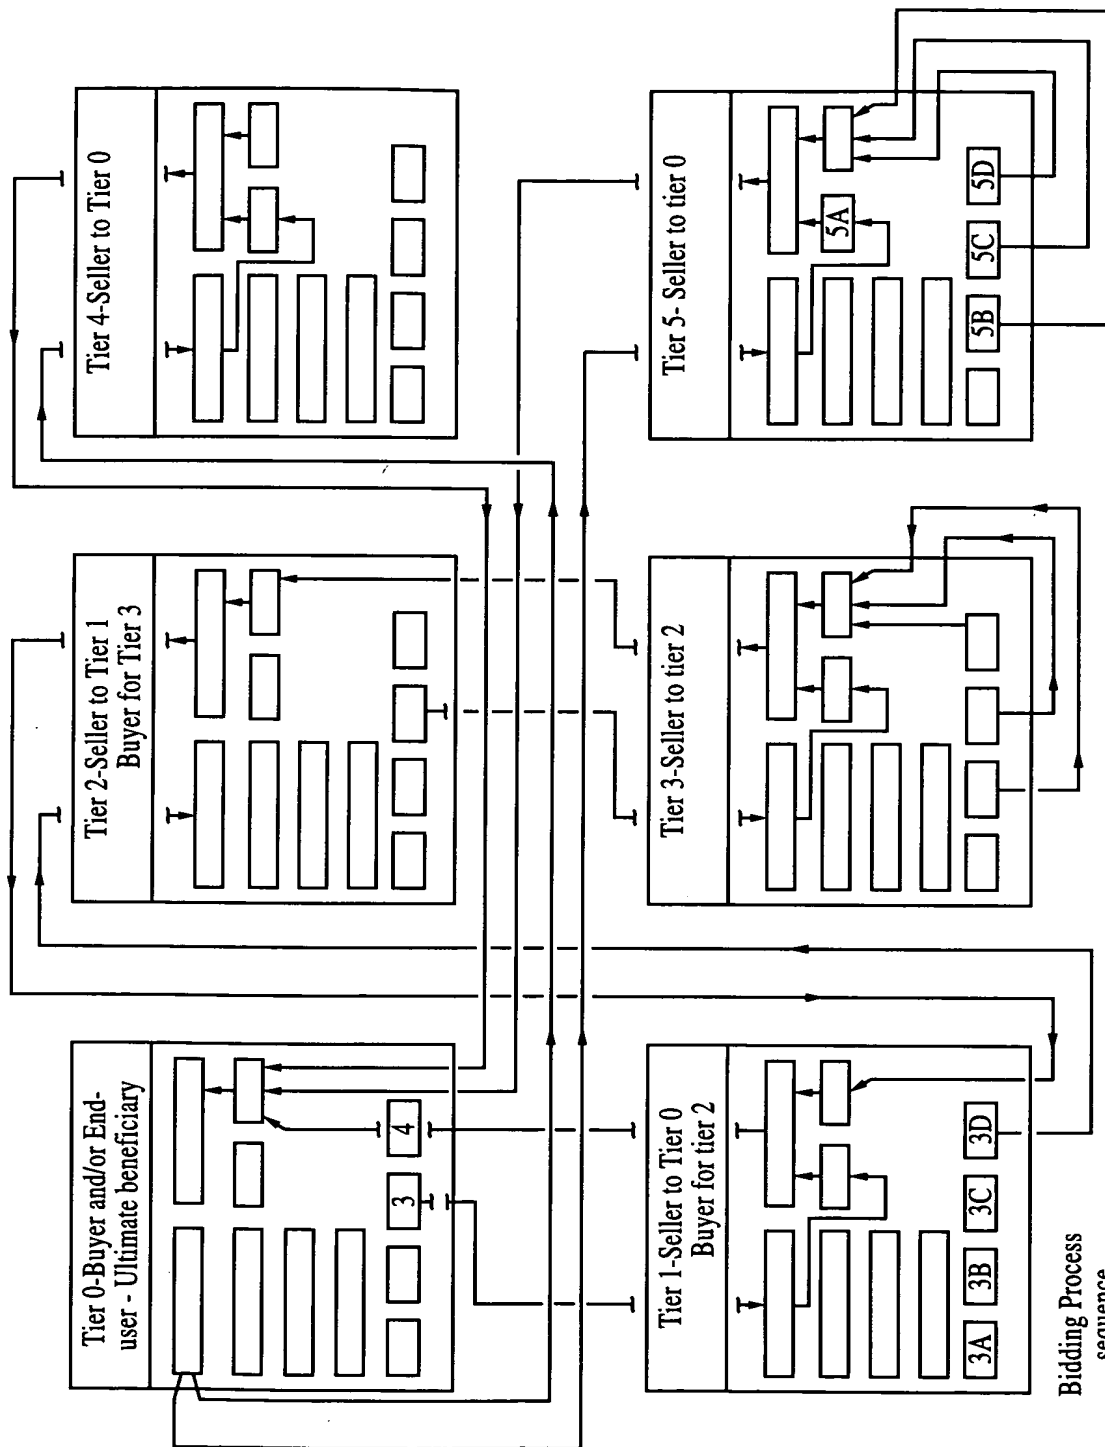 Tier 0-Buyer and/or End-
user - Ultimate beneficiary
3
4
Tier 2-Seller to Tier 1
Buyer for Tier 3
Tier 4-Seller to Tier 0
Tier 1-Seller to Tier 0
Buyer for tier 2
3A
3B
3C
3D
Tier 3-Seller to tier 2
Tier 5- Seller to tier 0
5A
5B
5C
5D
Bidding Process
sequence